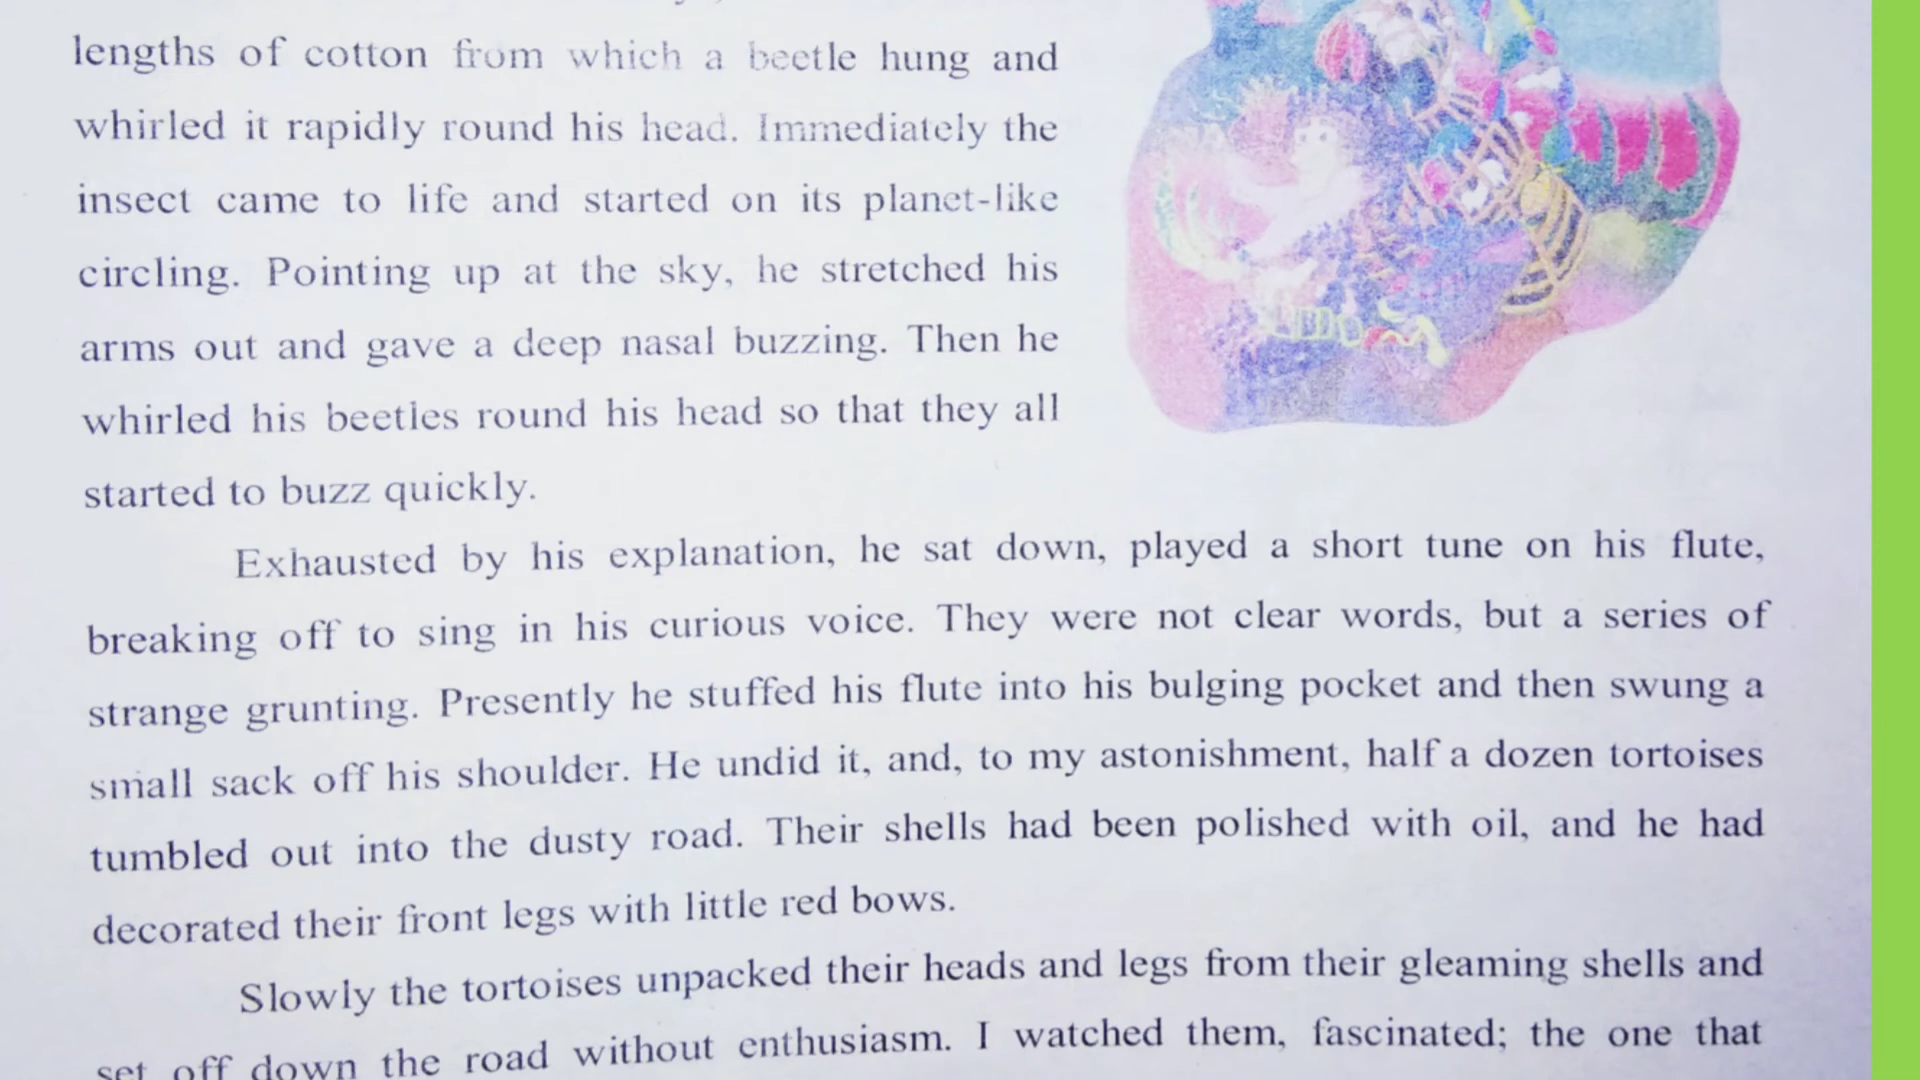 lengths of cotton from which a beetle hung and
whirled it rapidly round his head. Immediately the
insect came to life and started on its planet-like
circling. Pointing up at the sky, he stretched his
arms out and gave a deep nasal buzzing. Then he
whirled his beetles round his head so that they all
started to buzz quickly.
Exhausted by his explanation, he sat down, played a short tune on his flute,
breaking off to sing in his curious voice. They were not clear words, but a series of
strange grunting. Presently he stuffed his flute into his bulging pocket and then swung a
small sack off his shoulder. He undid it, and, to my astonishment, half a dozen tortoises
tumbled out into the dusty road. Their shells had been polished with oil, and he had
decorated their front legs with little red bows.
Slowly the tortoises unpacked their heads and legs from their gleaming shells and
set off down the road without enthusiasm. I watched them, fascinated; the one that